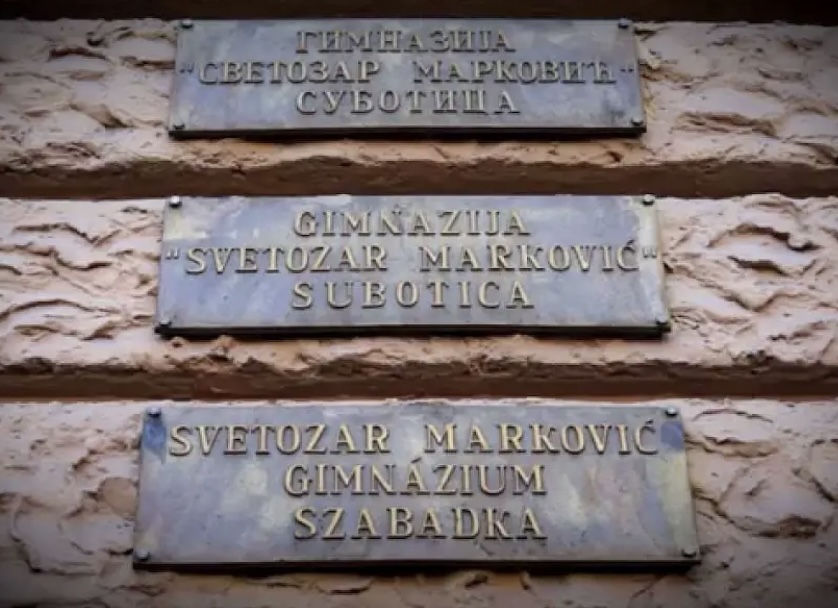 ГИМНАЗИЈА
"СВЕТОЗАР МАРКОВИЋ"
СУБОТИЦА
GIMNAZIJA
"SVETOZAR MARKOVIĆ"
SUBOTICA
SVETOZAR MARKOVIĆ
GIMNÁZIUM
SZABADKA